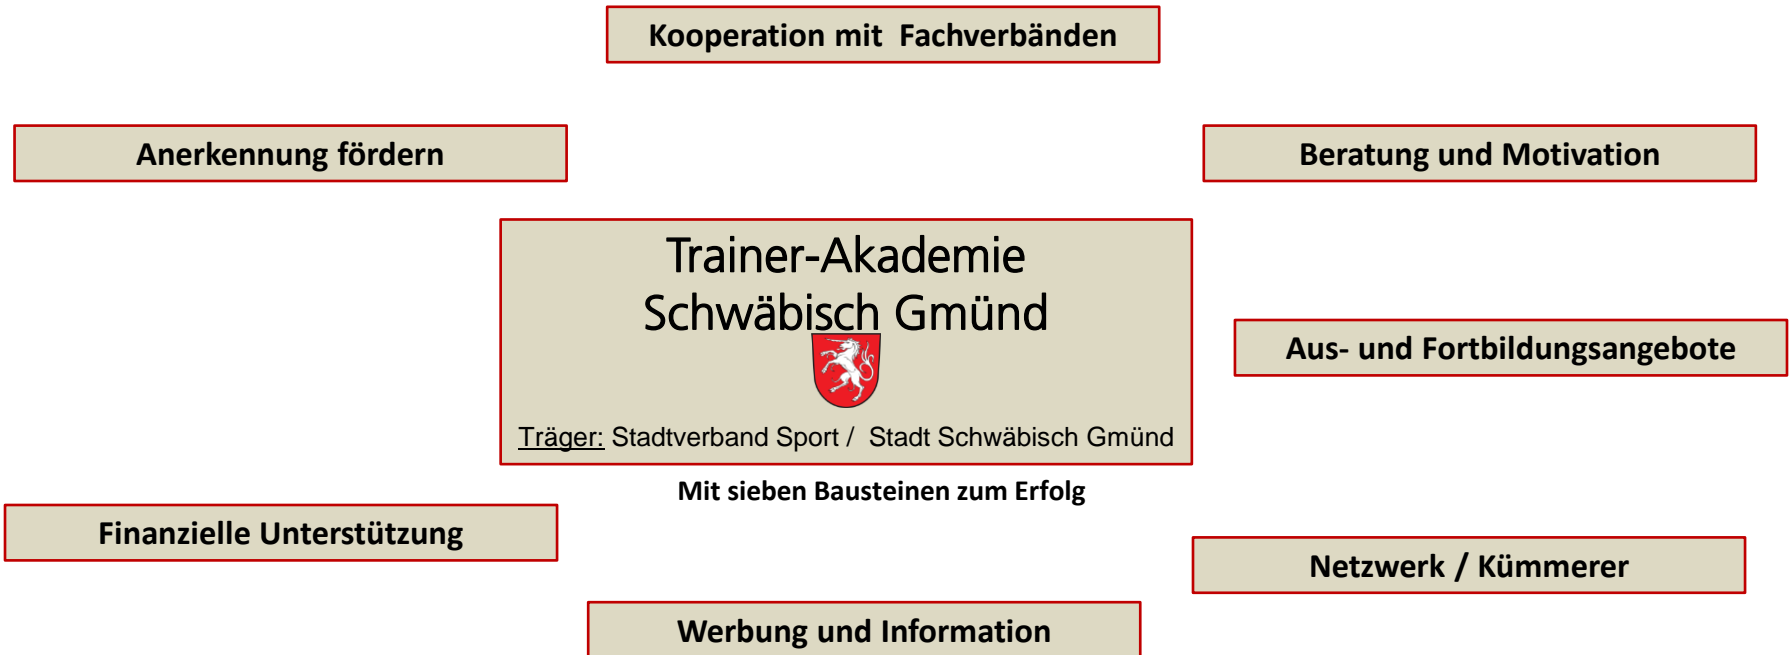 Kooperation mit  Fachverbänden
Anerkennung fördern
Beratung und Motivation
Trainer-Akademie
Schwäbisch Gmünd
Träger: Stadtverband Sport /  Stadt Schwäbisch Gmünd
Aus- und Fortbildungsangebote
Mit sieben Bausteinen zum Erfolg
Finanzielle Unterstützung
Netzwerk / Kümmerer
Werbung und Information